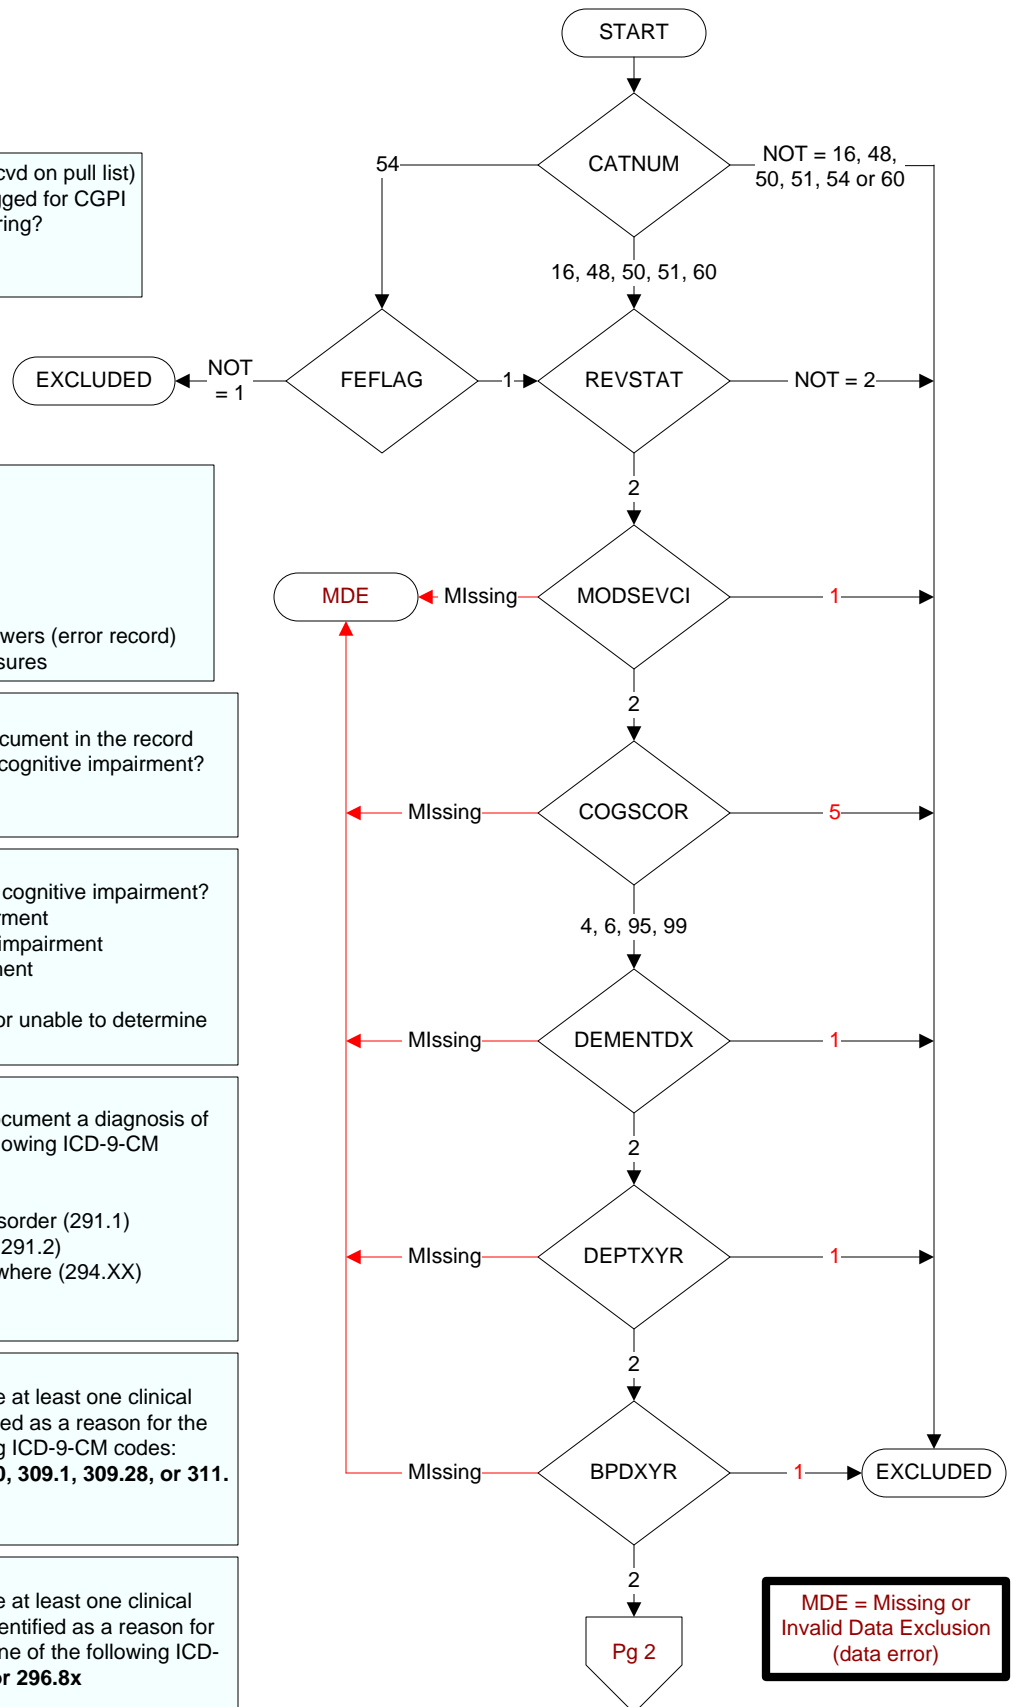 START
CATNUM
54
NOT = 16, 48,
50, 51, 54 or 60
16, 48, 50, 51, 60
cvd on pull list)
gged for CGPI
ring?
EXCLUDED
NOT
= 1
FEFLAG
1
REVSTAT
NOT = 2
2
wers (error record)
sures
MDE
MIssing
MODSEVCI
1
2
cument in the record
cognitive impairment?
MIssing
COGSCOR
5
4, 6, 95, 99
cognitive impairment?
rment
impairment
nent
or unable to determine
MIssing
DEMENTDX
1
2
ocument a diagnosis of
lowing ICD-9-CM
sorder (291.1)
291.2)
where (294.XX)
MIssing
DEPTXYR
1
2
e at least one clinical
ed as a reason for the
g ICD-9-CM codes:
0, 309.1, 309.28, or 311.
MIssing
BPDXYR
1
EXCLUDED
2
e at least one clinical
entified as a reason for
ne of the following ICD-
or 296.8x
Pg 2
MDE = Missing or
Invalid Data Exclusion
(data error)